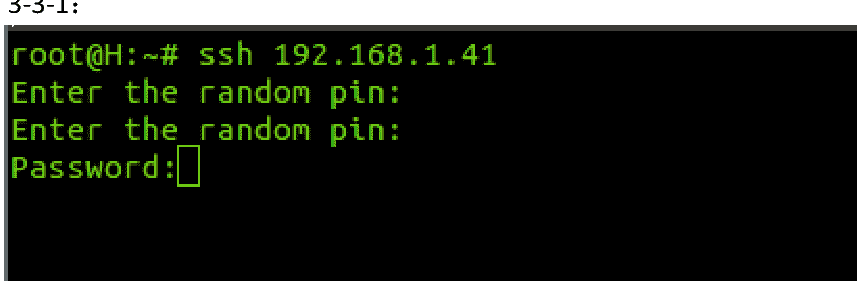 3-3-1:
root@H:~# ssh 192.168.1.41
Enter the random pin:
Enter the random pin:
Password: